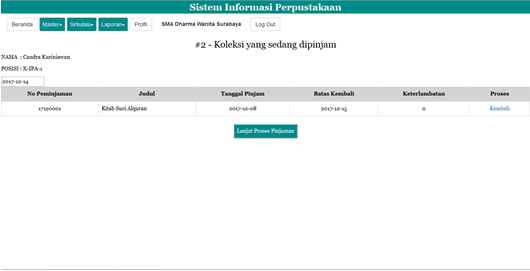 Sistem Informasi Perpustakaan
Beranda Master Sirkulasi Laporan Profil SMA Dharma Wanita Surabaya Log Out
#2 - Koleksi yang sedang dipinjam
NAMA : Candra Kuriniawan
POSISI : X-IPA-1
2017-12-14
No Peminjaman Judul Tanggal Pinjam Batas Kembali Keterlambatan Proses
17120001 Kitab Suci Alquran 2017-12-08 2017-12-15 0 Kembali
Lanjut Proses Pinjaman